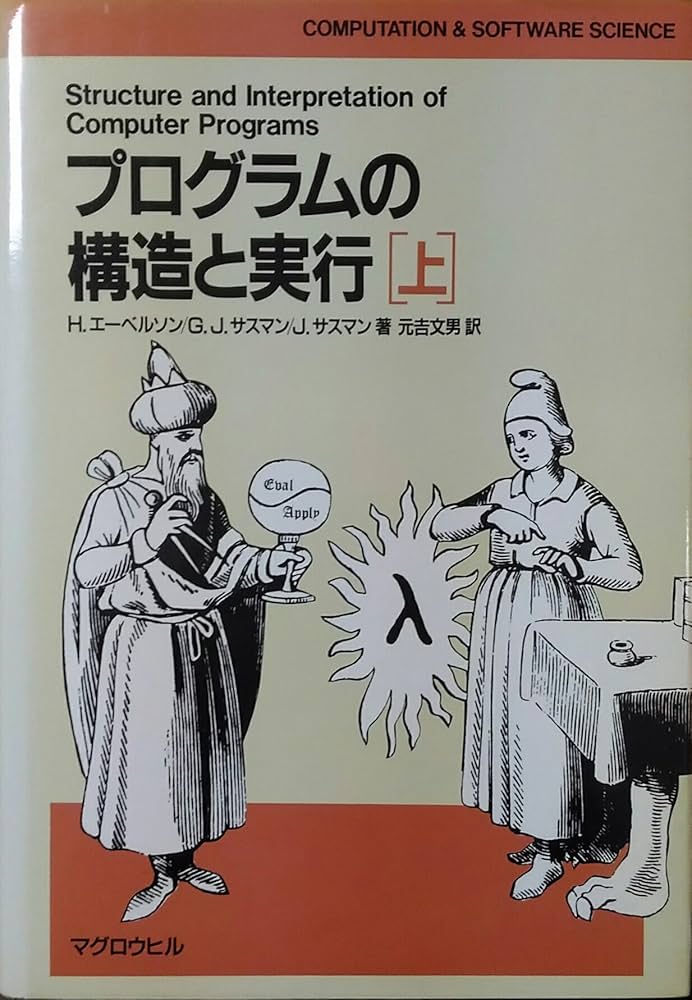 COMPUTATION & SOFTWARE SCIENCE
Structure and Interpretation of
Computer Programs
プログラムの
構造と実行[上]
H.エーベルソン/G.J.サスマン/J.サスマン 著 元吉文男 訳
Eval
Apply
λ
マグロウヒル